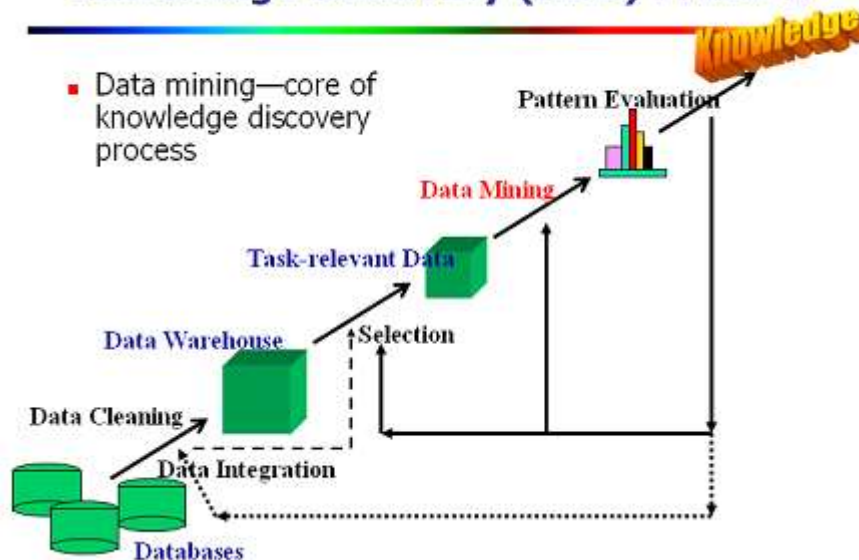 Data mining—core of
knowledge discovery
process
Knowledge
Pattern Evaluation
Data Mining
Task-relevant Data
Data Warehouse
Selection
Data Cleaning
Data Integration
Databases